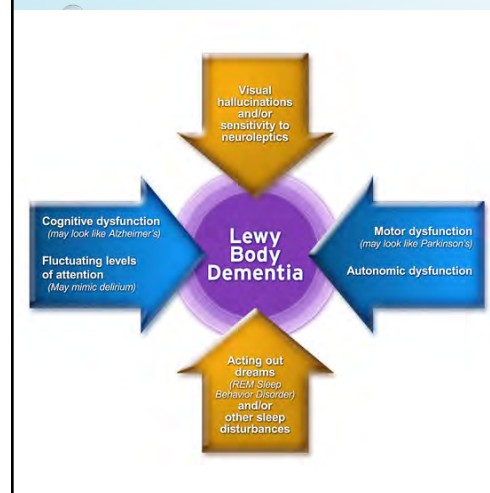 Visual
hallucinations
and/or
sensitivity to
neuroleptics
Cognitive dysfunction
(may look like Alzheimer's)
Fluctuating levels
of attention
(May mimic delirium)
Lewy
Body
Dementia
Motor dysfunction
(may look like Parkinson's)
Autonomic dysfunction
Acting out
dreams
(REM Sleep
Behavior Disorder)
and/or
other sleep
disturbances